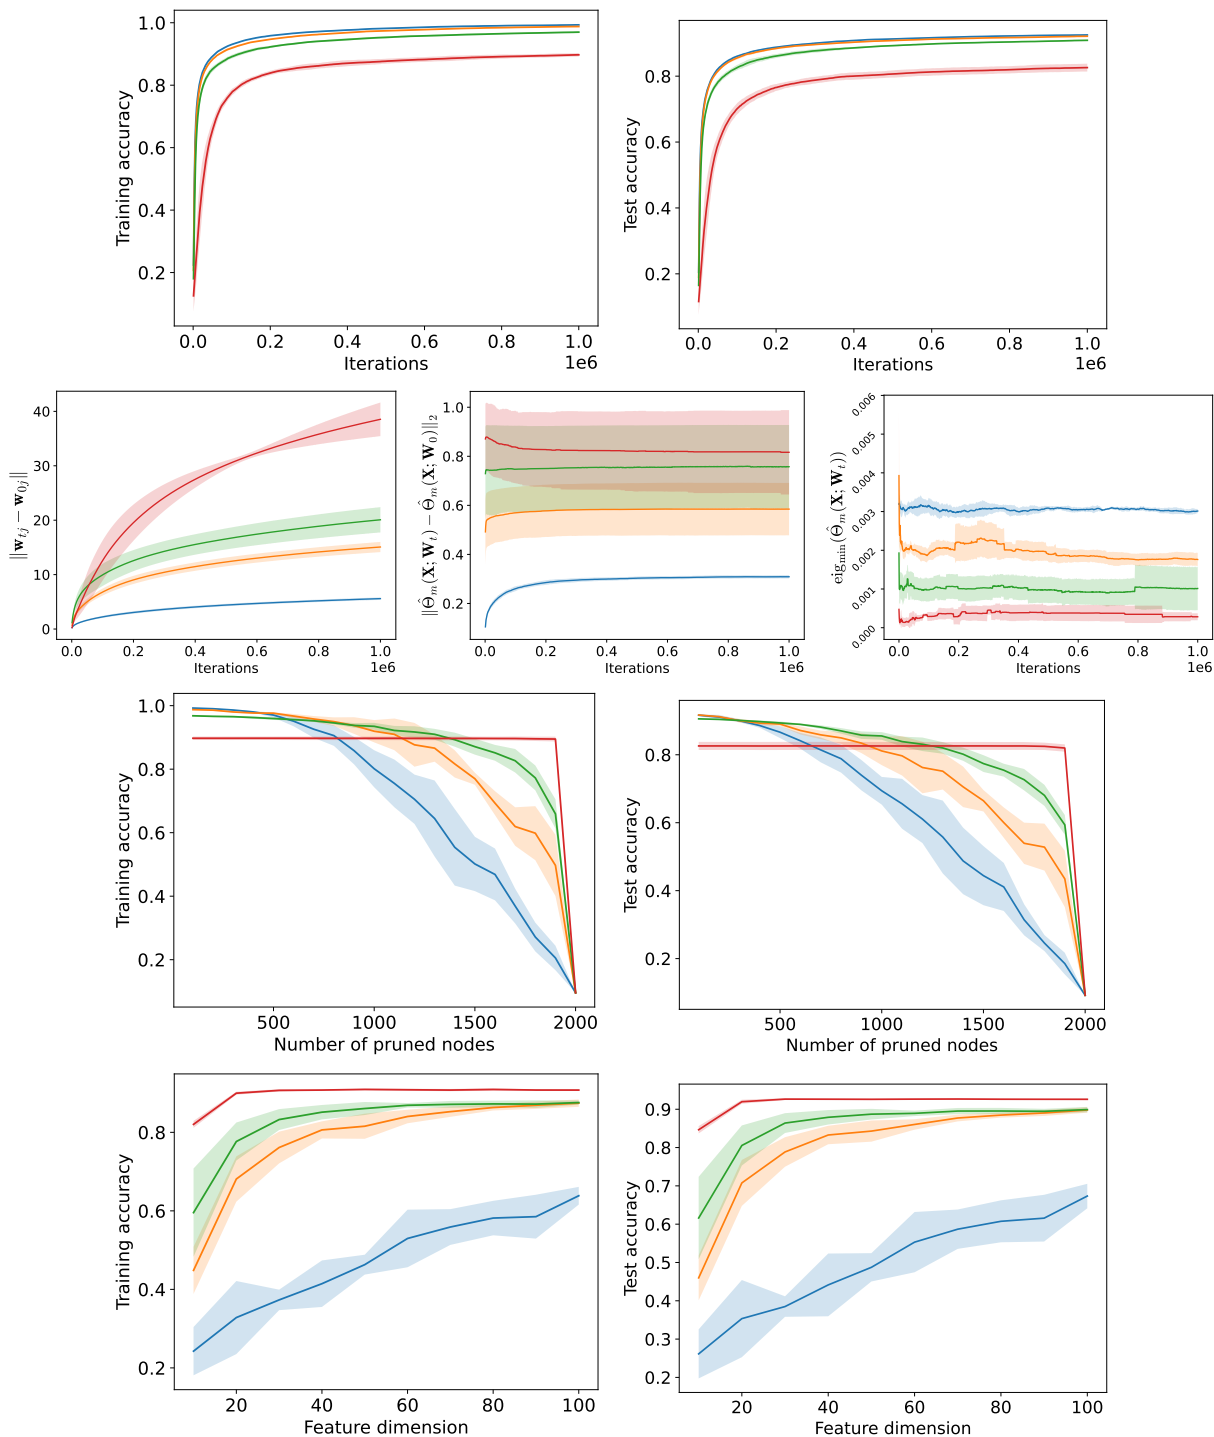 Training accuracy
1.0
0.8
0.6
0.4
0.2
0.0 0.2 0.4 0.6 0.8 1.0
Iterations 1e6
Test accuracy
0.8
0.6
0.4
0.2
0.0 0.2 0.4 0.6 0.8 1.0
Iterations 1e6
||w_{tj} − w_{0j}||
40
30
20
10
0
0.0 0.2 0.4 0.6 0.8 1.0
Iterations 1e6
||Θ̂_m(X; W_t) − Θ̂_m(X; W_0)||_2
1.0
0.8
0.6
0.4
0.2
0.0 0.2 0.4 0.6 0.8 1.0
Iterations 1e6
eig_min(Θ̂_m(X; W_t))
0.006
0.005
0.004
0.003
0.002
0.001
0.000
0.0 0.2 0.4 0.6 0.8 1.0
Iterations 1e6
Training accuracy
1.0
0.8
0.6
0.4
0.2
500 1000 1500 2000
Number of pruned nodes
Test accuracy
0.8
0.6
0.4
0.2
500 1000 1500 2000
Number of pruned nodes
Training accuracy
0.8
0.6
0.4
0.2
20 40 60 80 100
Feature dimension
Test accuracy
0.9
0.8
0.7
0.6
0.5
0.4
0.3
0.2
20 40 60 80 100
Feature dimension